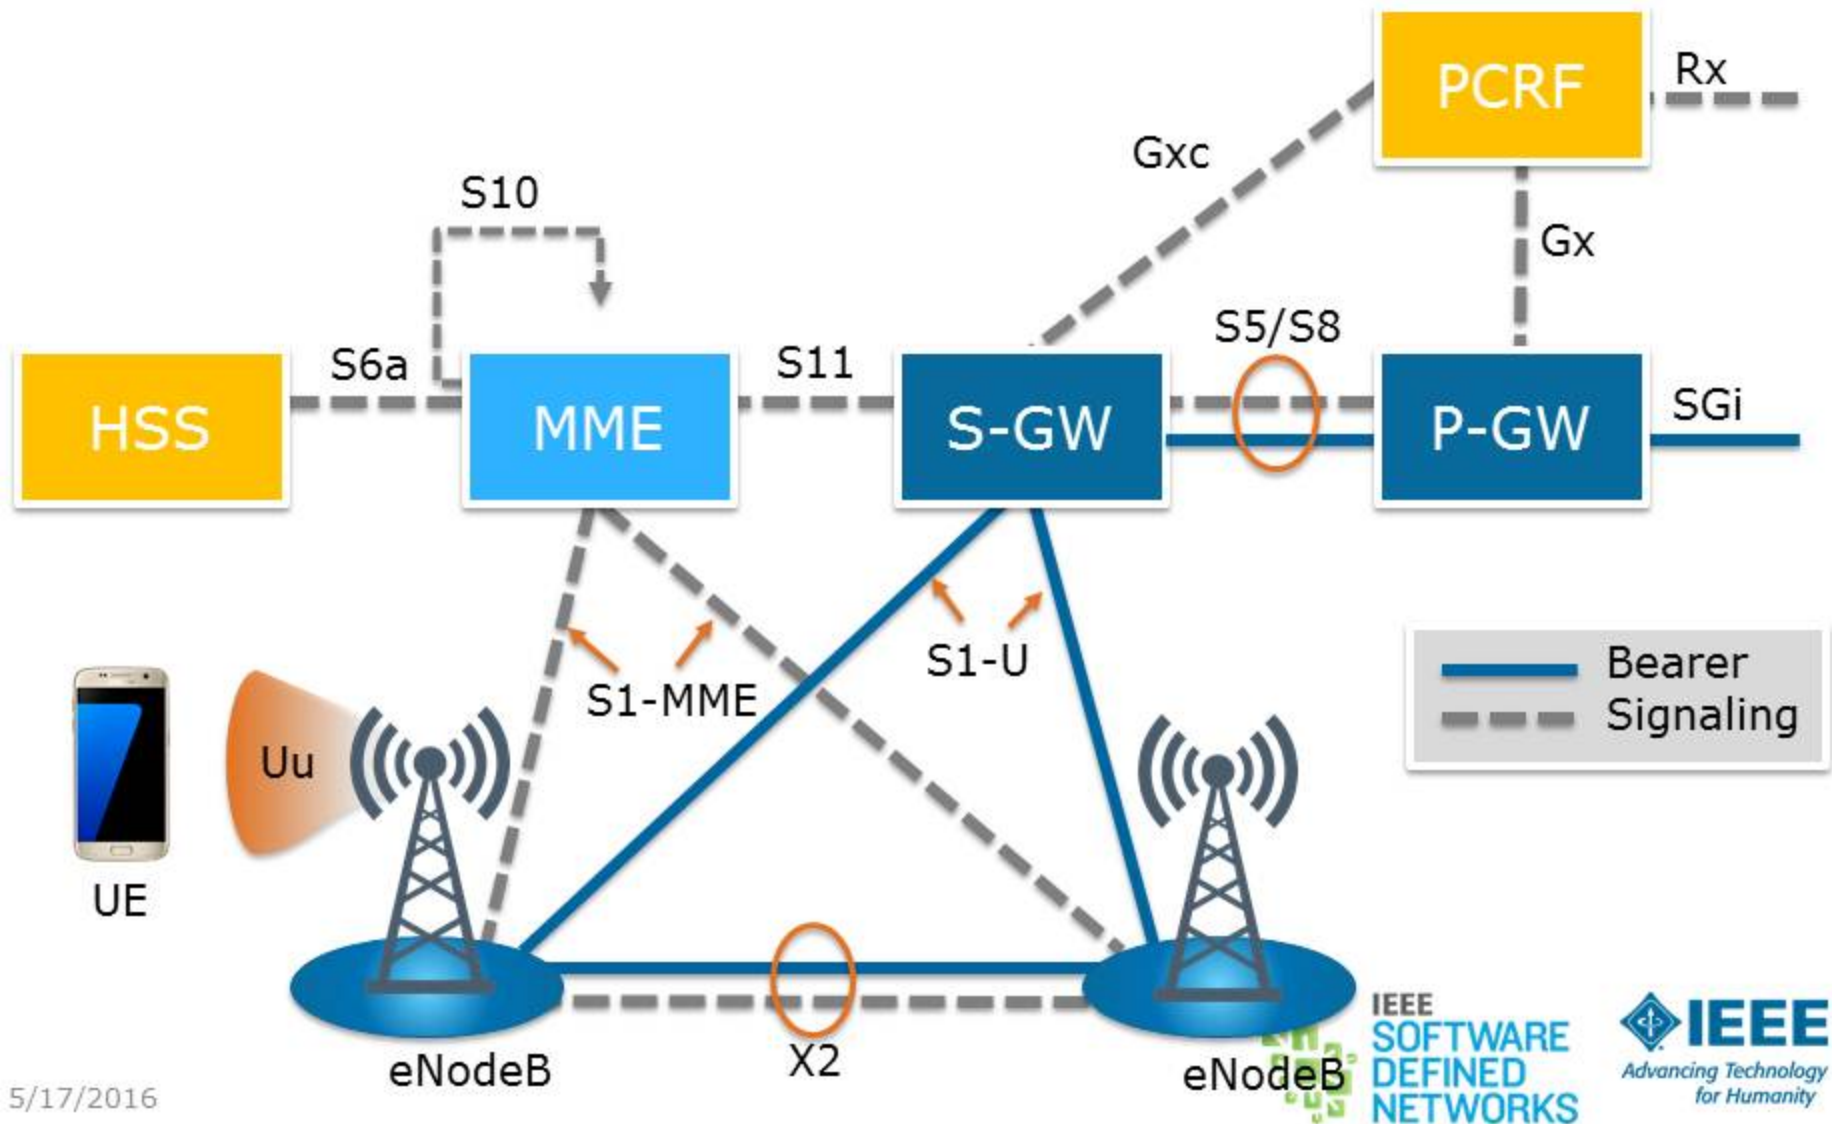 PCRF
Rx
Gxc
S10
Gx
S5/S8
S6a
S11
SGi
HSS
MME
S-GW
P-GW
S1-U
S1-MME
Bearer
Signaling
Uu
UE
eNodeB
X2
eNodeB
IEEE
SOFTWARE
DEFINED
NETWORKS
IEEE
Advancing Technology
for Humanity
5/17/2016